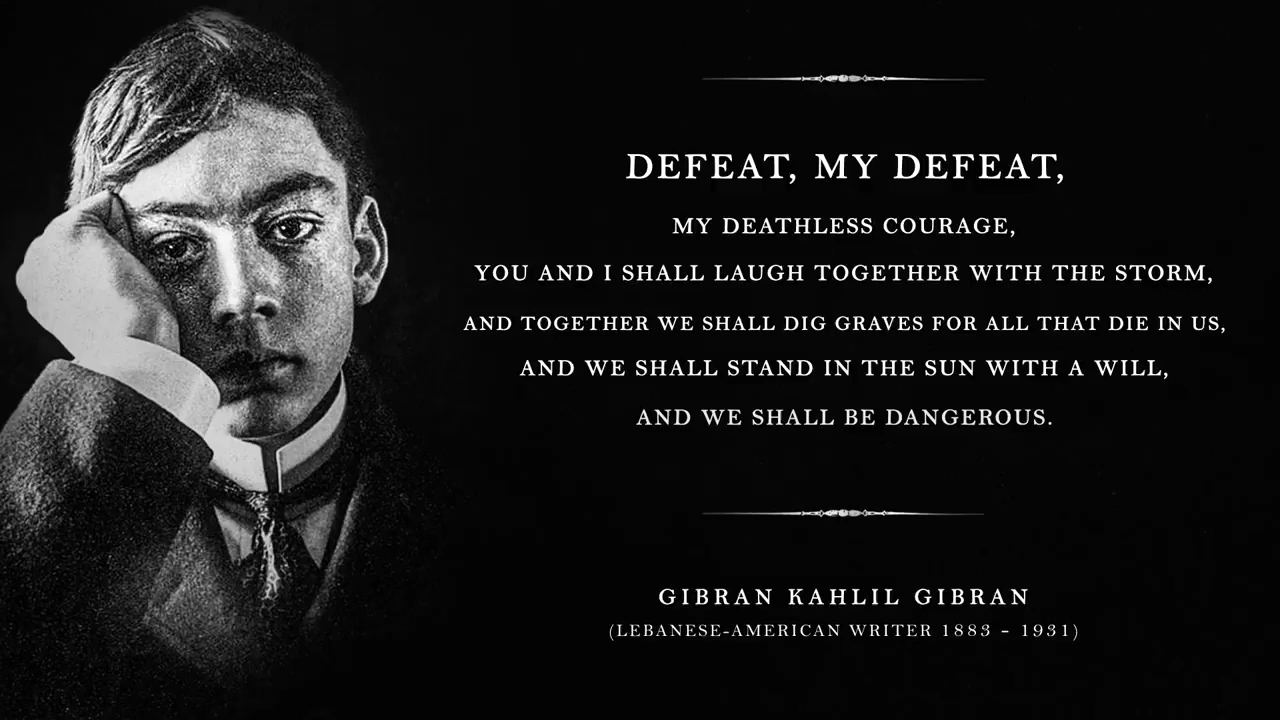 DEFEAT, MY DEFEAT,
MY DEATHLESS COURAGE,
YOU AND I SHALL LAUGH TOGETHER WITH THE STORM,
AND TOGETHER WE SHALL DIG GRAVES FOR ALL THAT DIE IN US,
AND WE SHALL STAND IN THE SUN WITH A WILL,
AND WE SHALL BE DANGEROUS.
GIBRAN KAHLIL GIBRAN
(LEBANESE-AMERICAN WRITER 1883 – 1931)